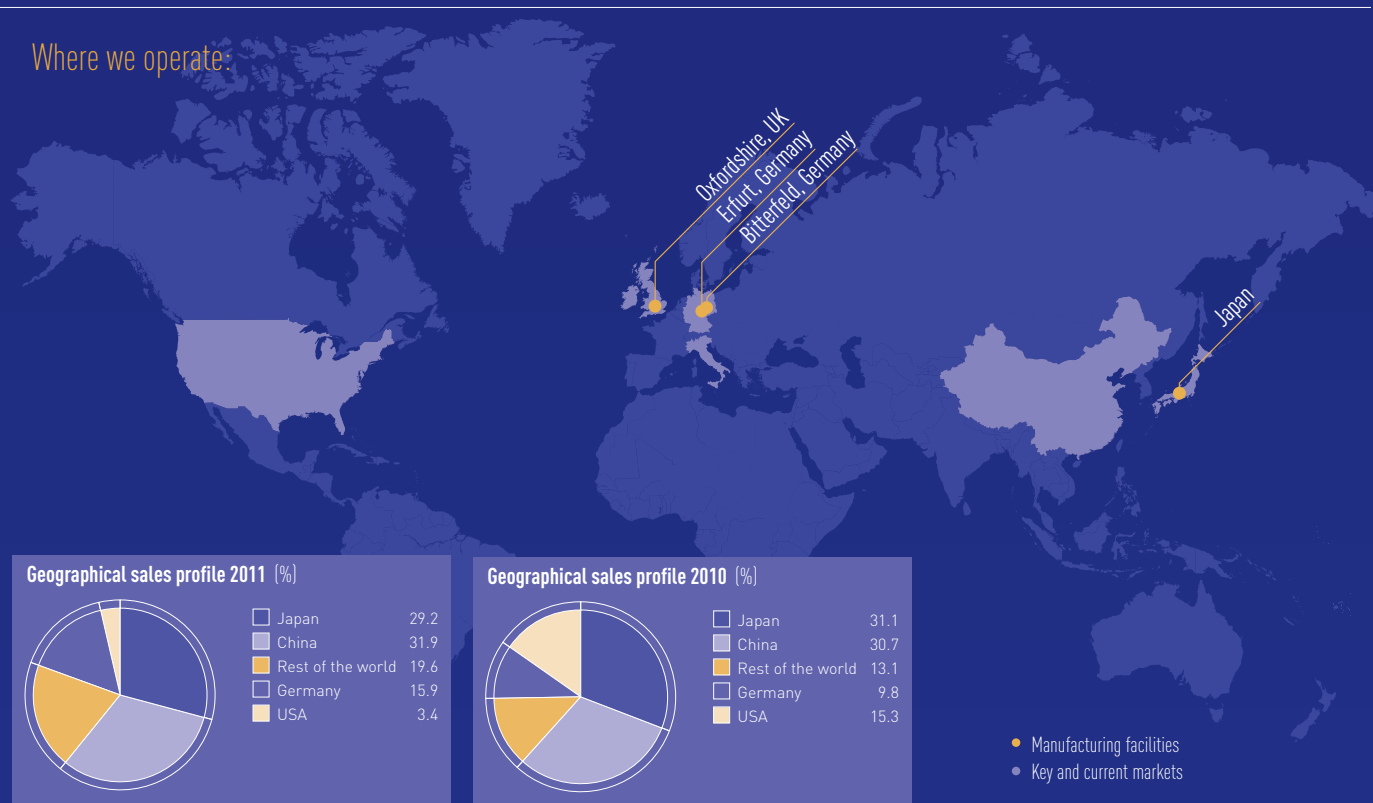 Where we operate:
Oxfordshire, UK
Erfurt, Germany
Bitterfeld, Germany
Japan
Geographical sales profile 2011 (%)
Japan 29.2
China 31.9
Rest of the world 19.6
Germany 15.9
USA 3.4
Geographical sales profile 2010 (%)
Japan 31.1
China 30.7
Rest of the world 13.1
Germany 9.8
USA 15.3
Manufacturing facilities
Key and current markets